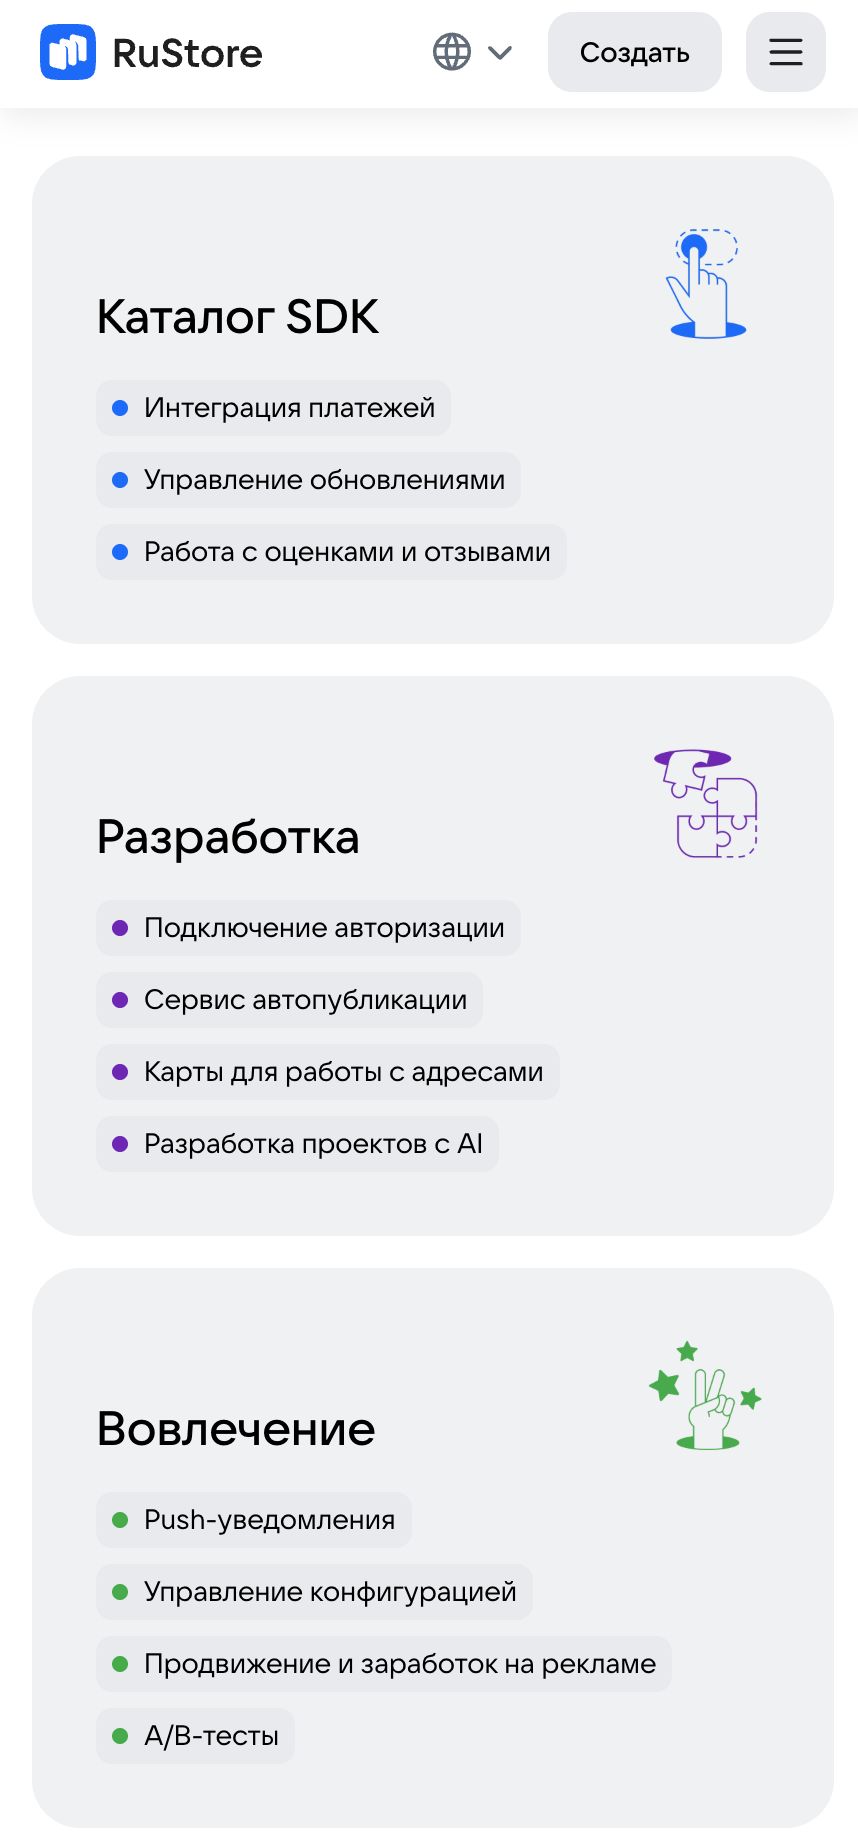 RuStore
Создать
Каталог SDK
Интеграция платежей
Управление обновлениями
Работа с оценками и отзывами
Разработка
Подключение авторизации
Сервис автопубликации
Карты для работы с адресами
Разработка проектов с AI
Вовлечение
Push-уведомления
Управление конфигурацией
Продвижение и заработок на рекламе
A/B-тесты